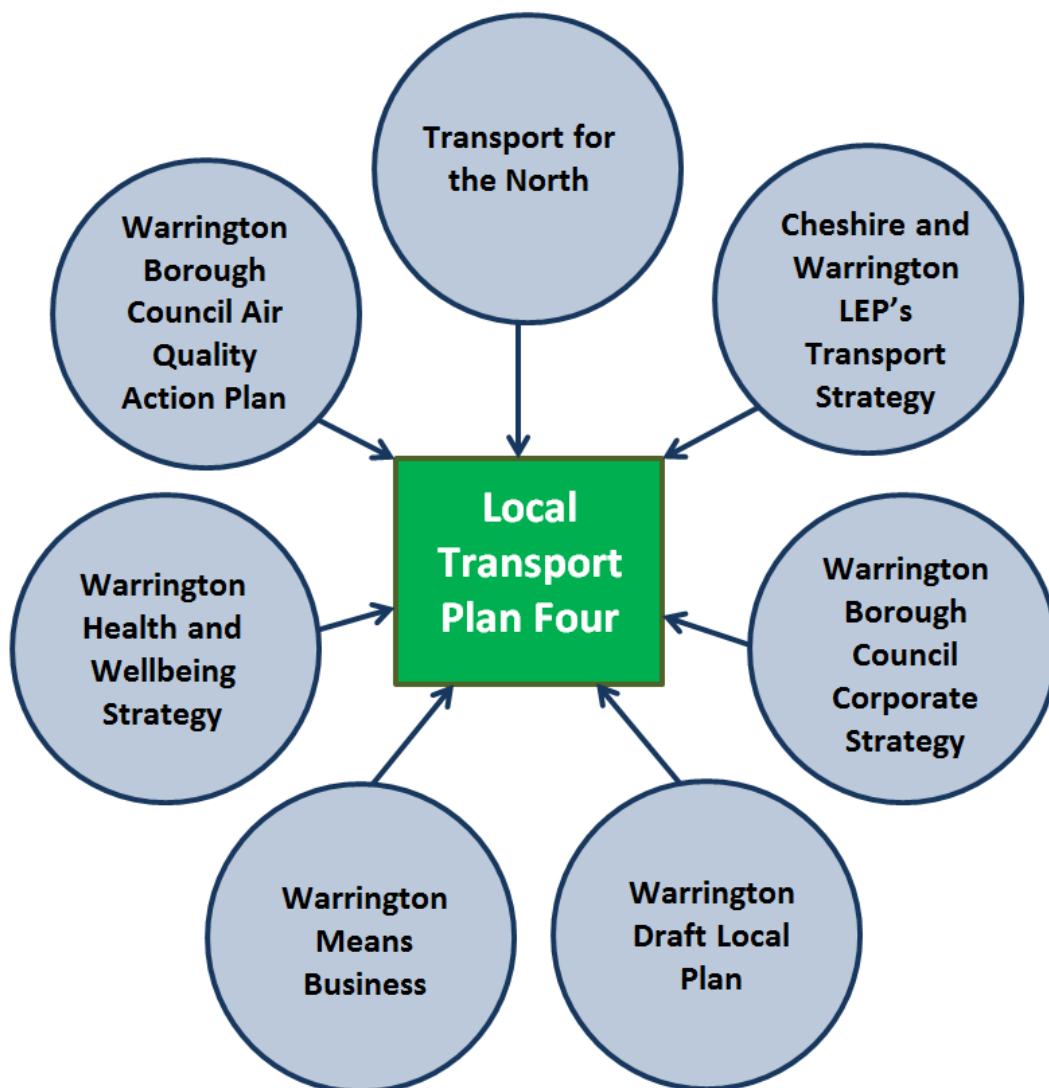 Transport for
the North
Warrington
Borough
Council Air
Quality
Action Plan
Cheshire and
Warrington
LEP's
Transport
Strategy
Local
Transport
Plan Four
Warrington
Health and
Wellbeing
Strategy
Warrington
Borough
Council
Corporate
Strategy
Warrington
Means
Business
Warrington
Draft Local
Plan